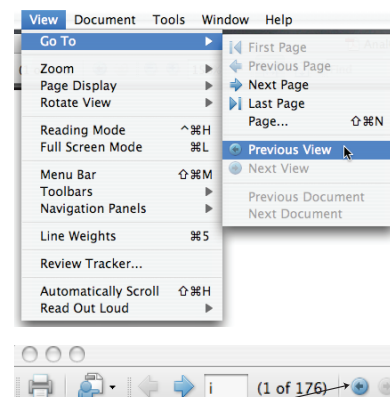 View Document Tools Window Help
Go To
First Page
Previous Page
Next Page
Last Page
Page... ⇧⌘N
Previous View
Next View
Previous Document
Next Document
Zoom
Page Display
Rotate View
Reading Mode ^⌘H
Full Screen Mode ⌘L
Menu Bar ⇧⌘M
Toolbars
Navigation Panels
Line Weights ⌘5
Review Tracker...
Automatically Scroll ⇧⌘H
Read Out Loud
i (1 of 176)